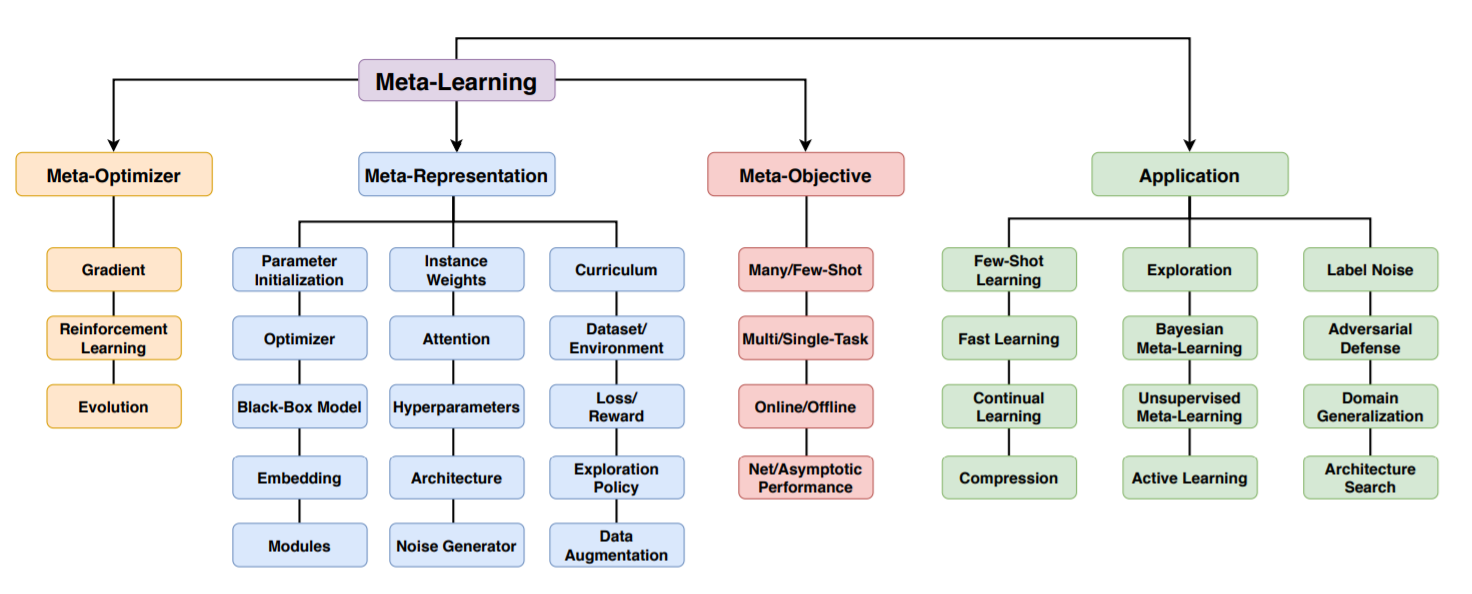 Meta-Learning
Meta-Optimizer
Meta-Representation
Meta-Objective
Application
Gradient
Reinforcement
Learning
Evolution
Parameter
Initialization
Optimizer
Black-Box Model
Embedding
Modules
Instance
Weights
Attention
Hyperparameters
Architecture
Noise Generator
Curriculum
Dataset/
Environment
Loss/
Reward
Exploration
Policy
Data
Augmentation
Many/Few-Shot
Multi/Single-Task
Online/Offline
Net/Asymptotic
Performance
Few-Shot
Learning
Fast Learning
Continual
Learning
Compression
Exploration
Bayesian
Meta-Learning
Unsupervised
Meta-Learning
Active Learning
Label Noise
Adversarial
Defense
Domain
Generalization
Architecture
Search